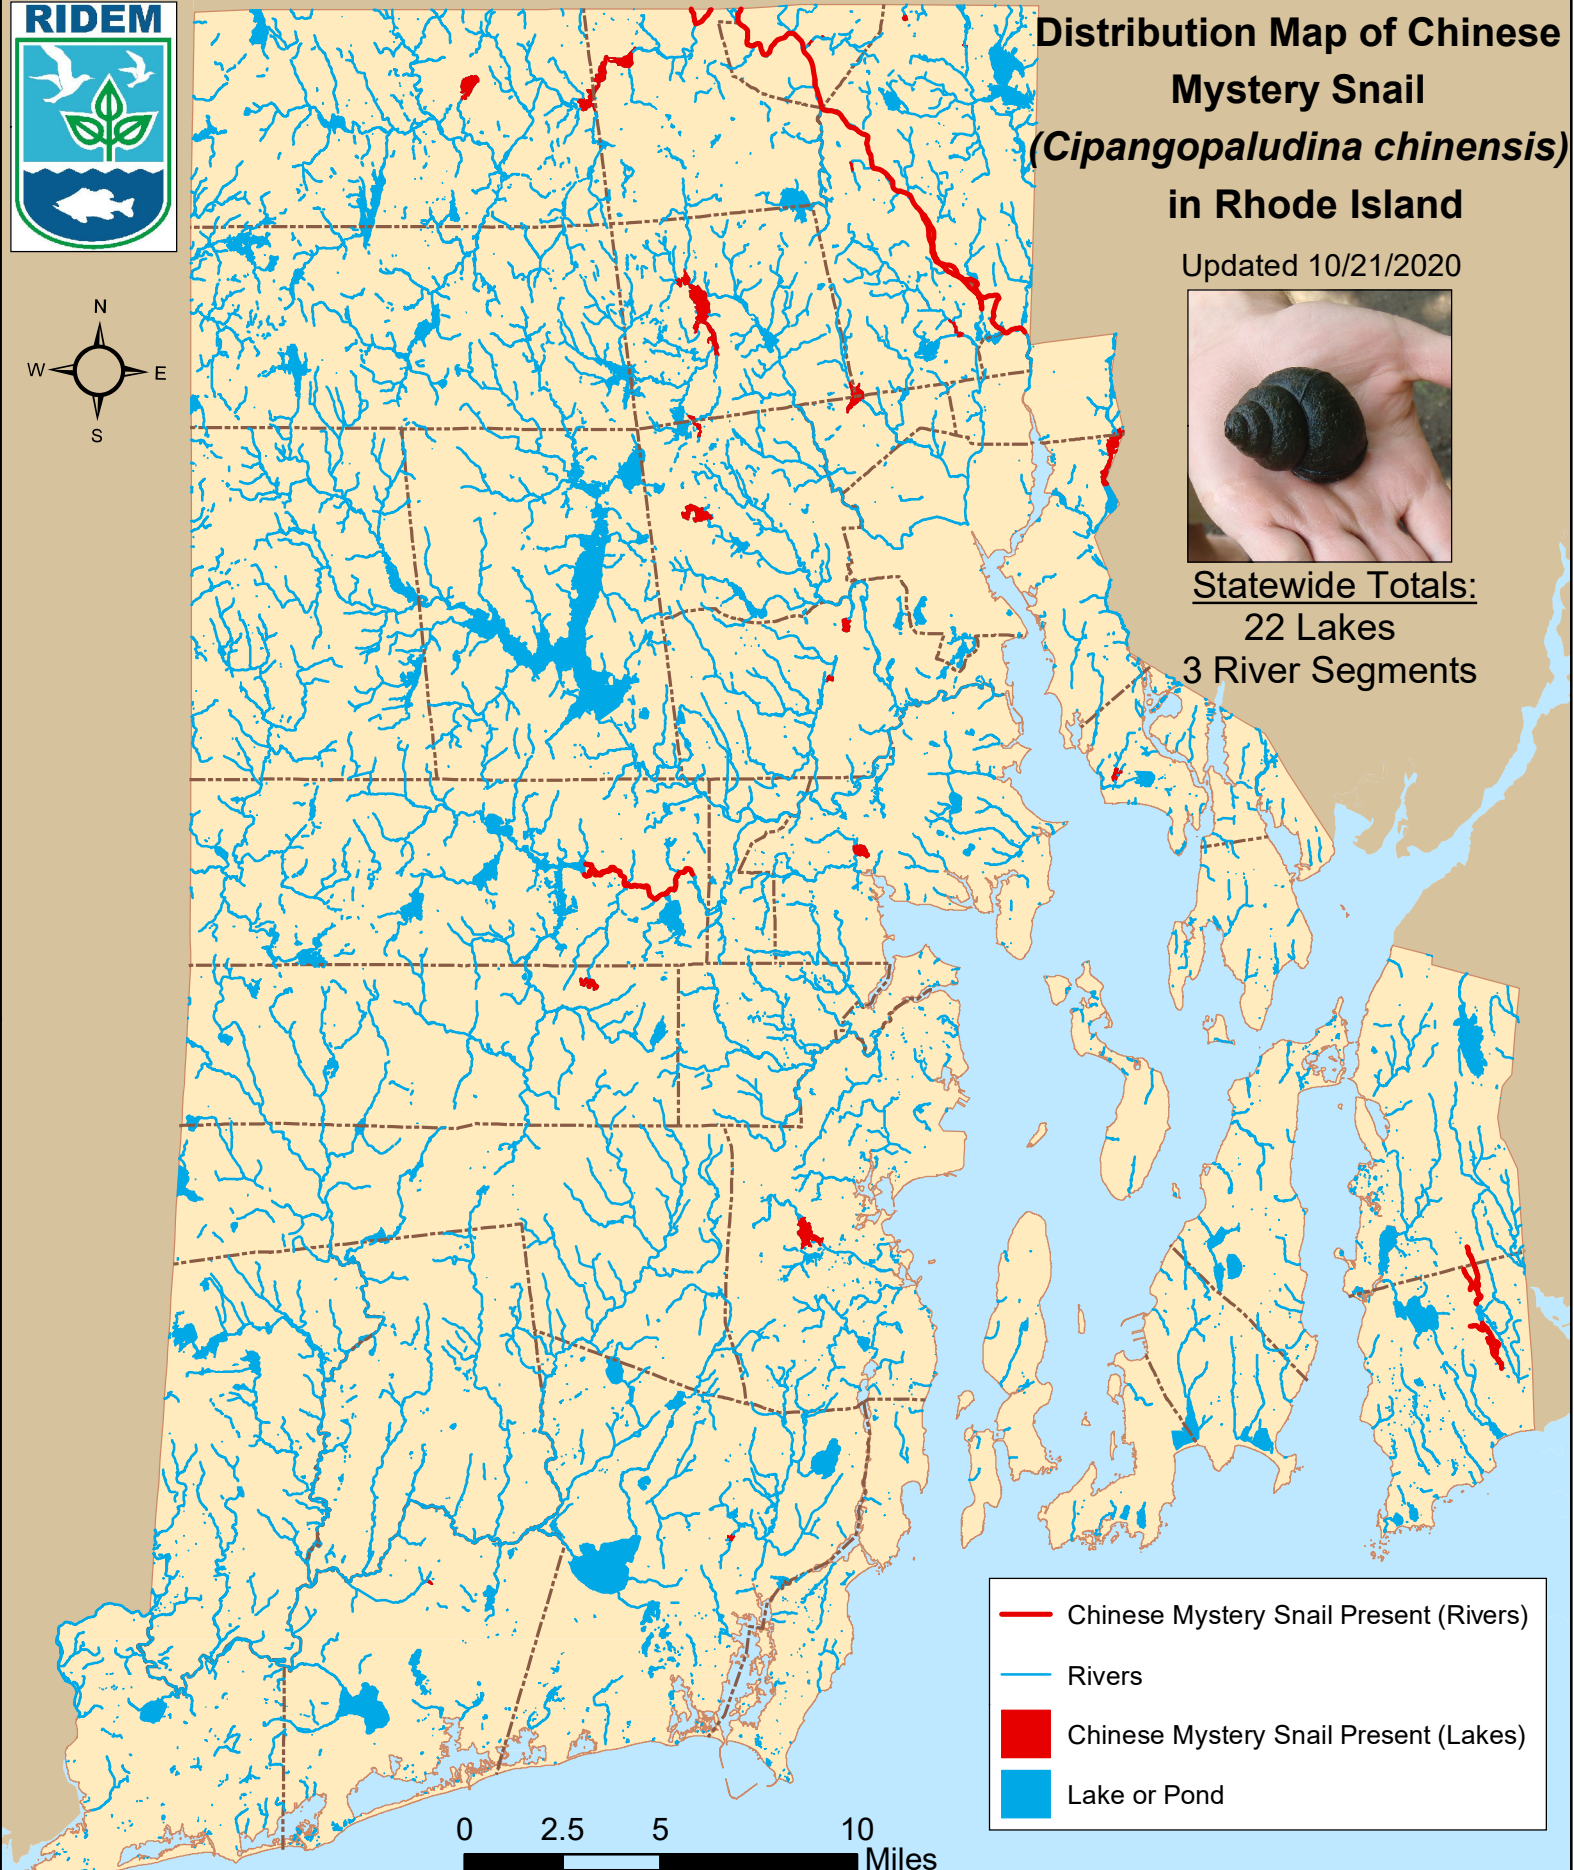 RIDEM
Distribution Map of Chinese
Mystery Snail
(Cipangopaludina chinensis)
in Rhode Island
Updated 10/21/2020
N
W
E
S
Statewide Totals:
22 Lakes
3 River Segments
Chinese Mystery Snail Present (Rivers)
Rivers
Chinese Mystery Snail Present (Lakes)
Lake or Pond
0 2.5 5 10
Miles